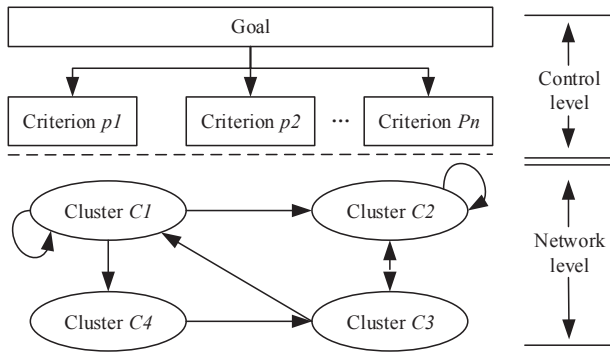 Goal
Control
level
Criterion p1
Criterion p2
...
Criterion Pn
Cluster C1
Cluster C2
Network
level
Cluster C4
Cluster C3